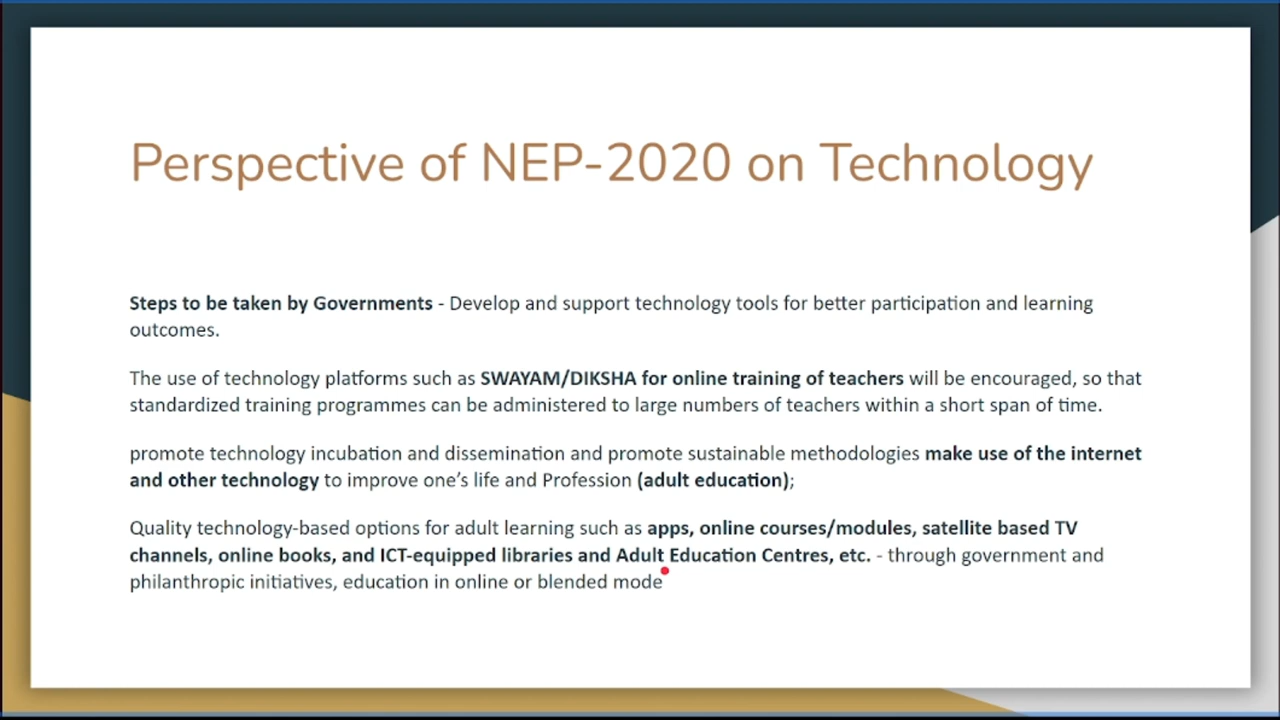 Perspective of NEP-2020 on Technology
Steps to be taken by Governments - Develop and support technology tools for better participation and learning
outcomes.
The use of technology platforms such as SWAYAM/DIKSHA for online training of teachers will be encouraged, so that
standardized training programmes can be administered to large numbers of teachers within a short span of time.
promote technology incubation and dissemination and promote sustainable methodologies make use of the internet
and other technology to improve one’s life and Profession (adult education);
Quality technology-based options for adult learning such as apps, online courses/modules, satellite based TV
channels, online books, and ICT-equipped libraries and Adult Education Centres, etc. - through government and
philanthropic initiatives, education in online or blended mode